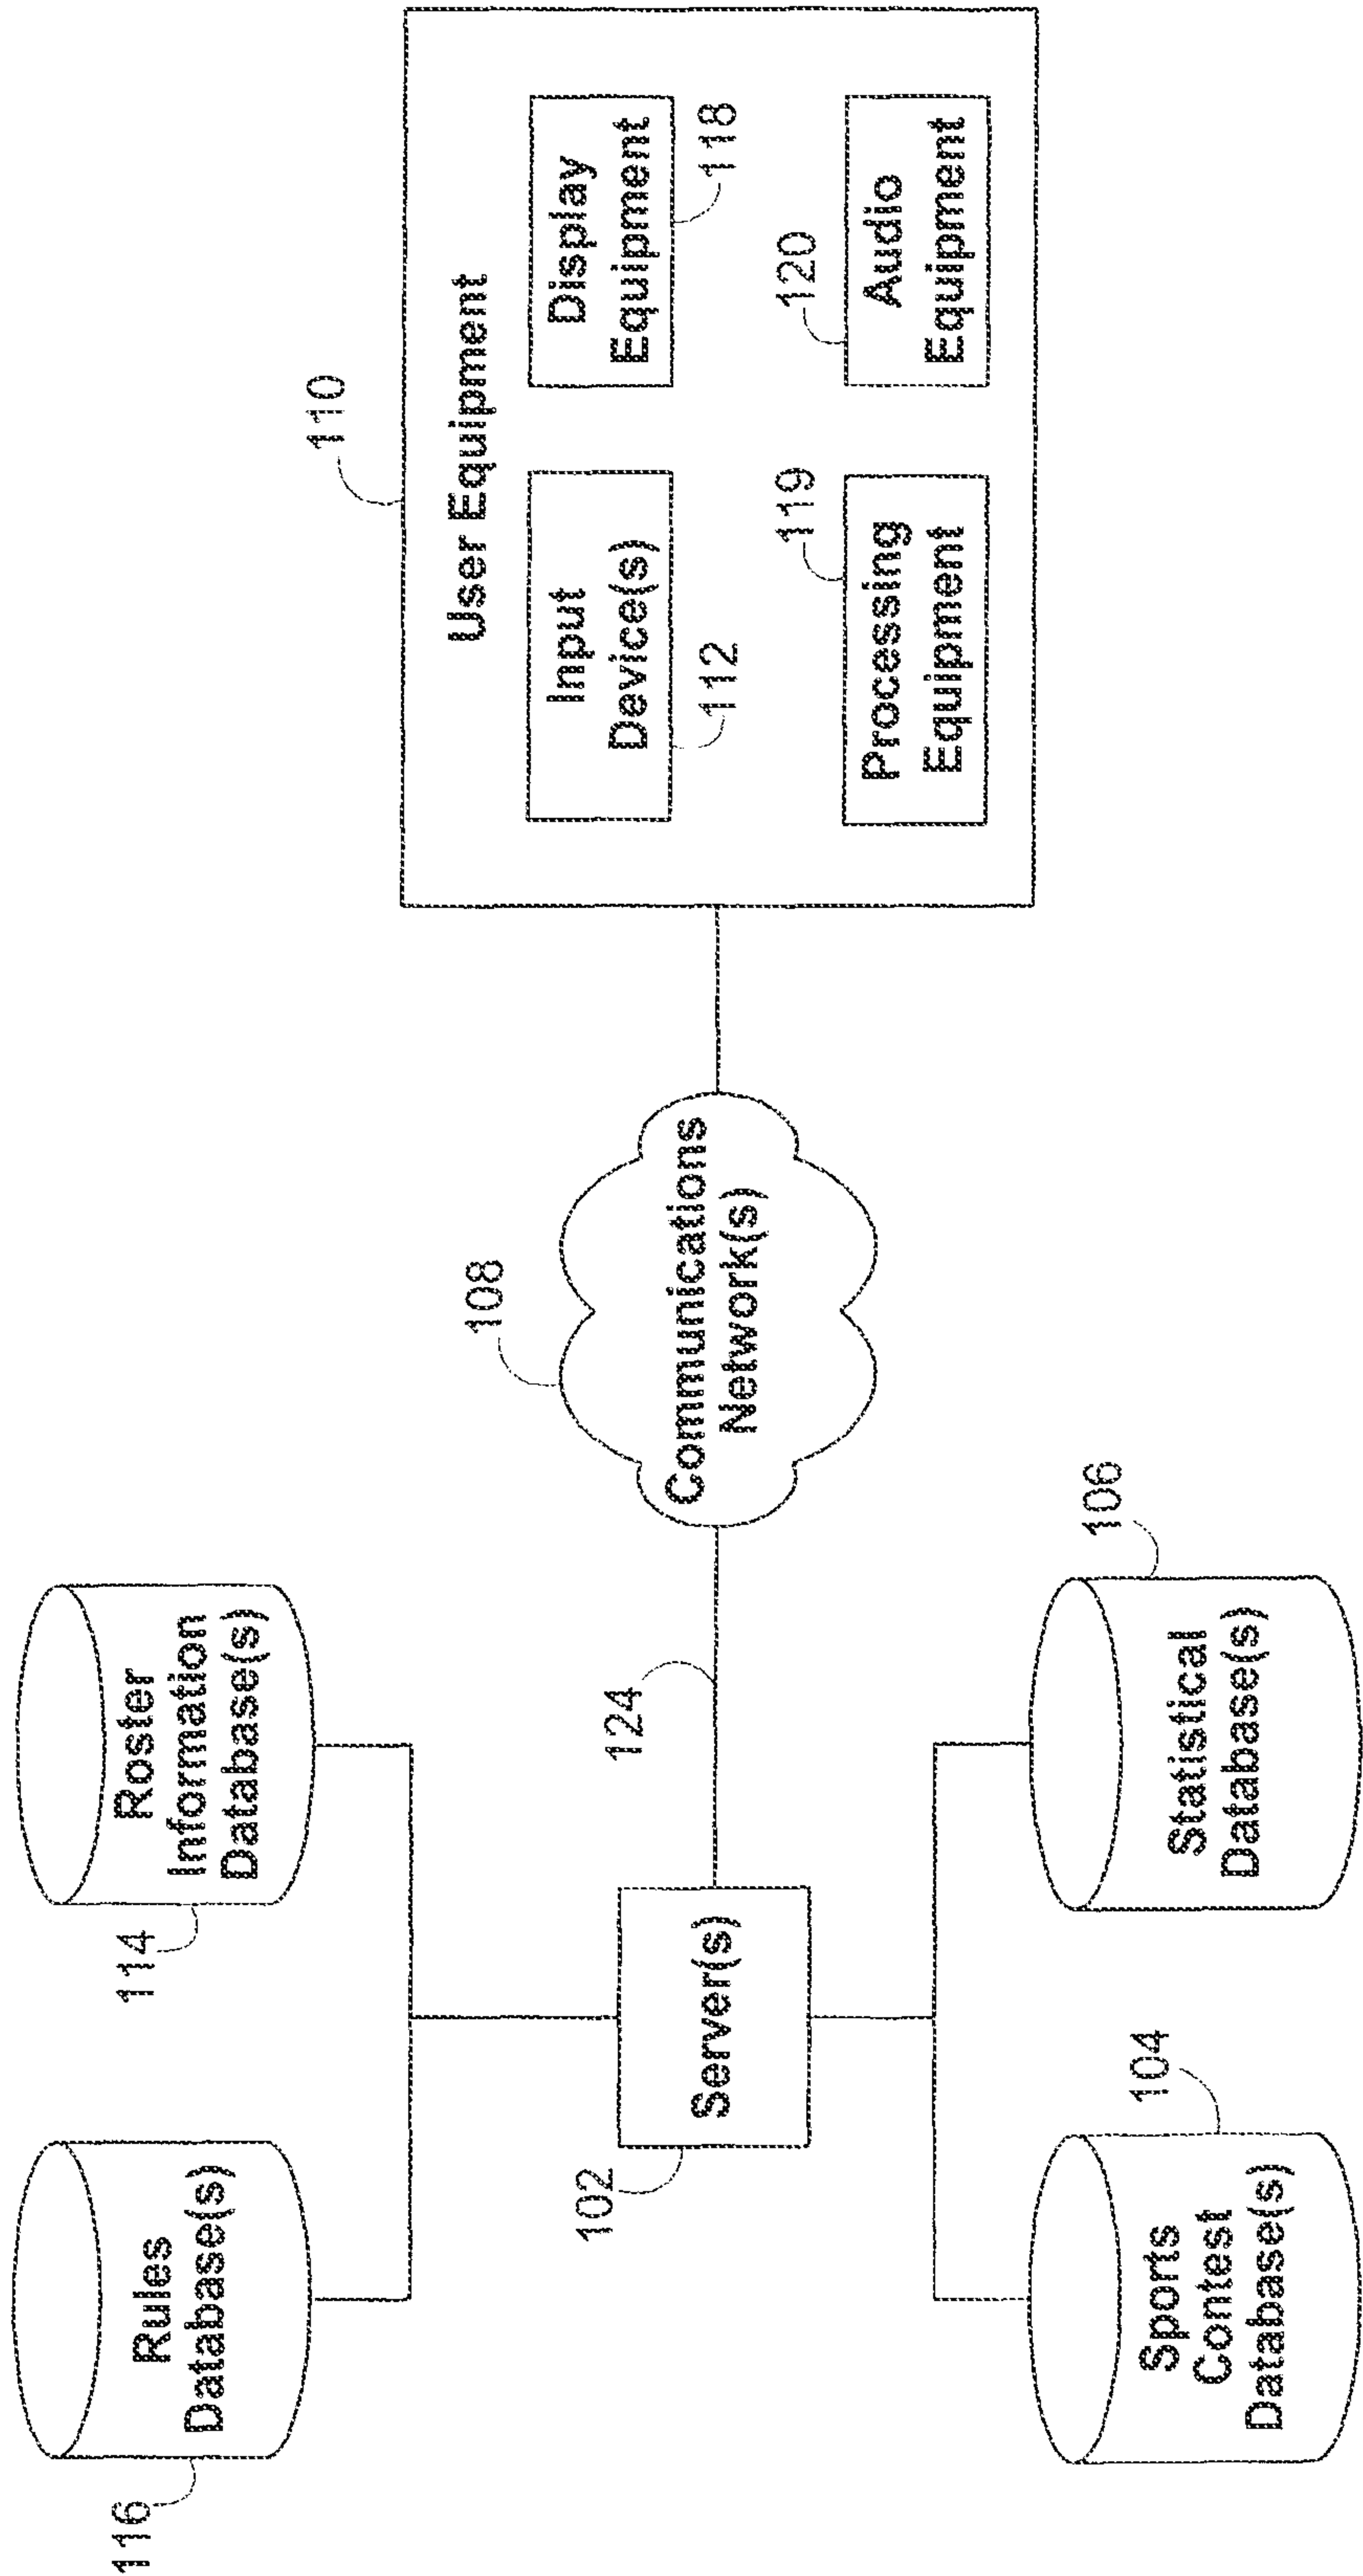 116
Rules
Database(s)
114
Roster
Information
Database(s)
102
Server(s)
124
104
Sports
Contest
Database(s)
106
Statistical
Database(s)
108
Communications
Network(s)
110
User Equipment
Input
Device(s)
112
Display
Equipment
118
119
Processing
Equipment
120
Audio
Equipment